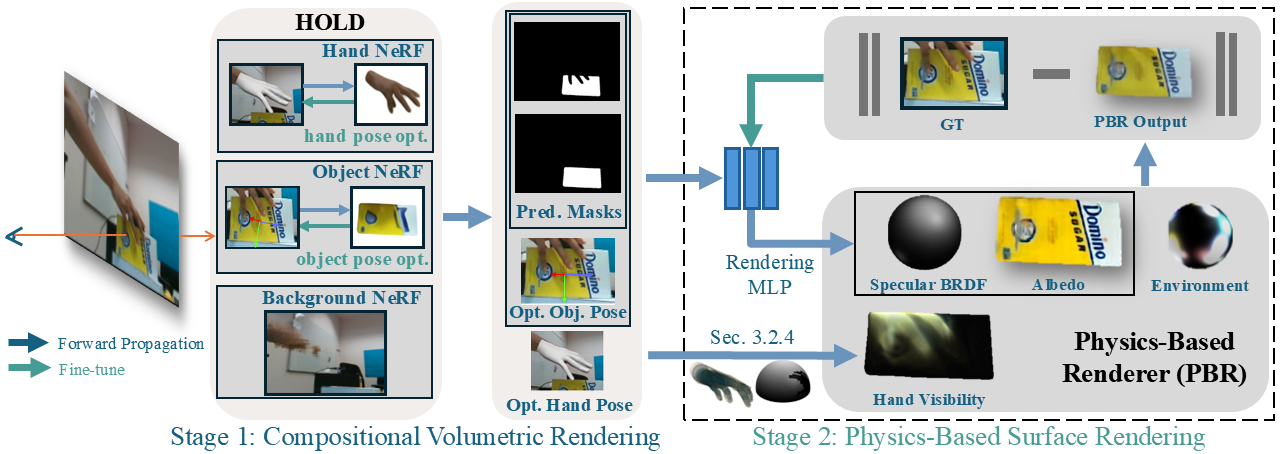 HOLD
Hand NeRF
hand pose opt.
Object NeRF
object pose opt.
Background NeRF
Forward Propagation
Fine-tune
Pred. Masks
Opt. Obj. Pose
Opt. Hand Pose
Stage 1: Compositional Volumetric Rendering
GT
PBR Output
Rendering
MLP
Specular BRDF
Albedo
Environment
Sec. 3.2.4
Hand Visibility
Physics-Based
Renderer (PBR)
Stage 2: Physics-Based Surface Rendering
Domino
SUGAR
Domino
SUGAR
Domino
SUGAR